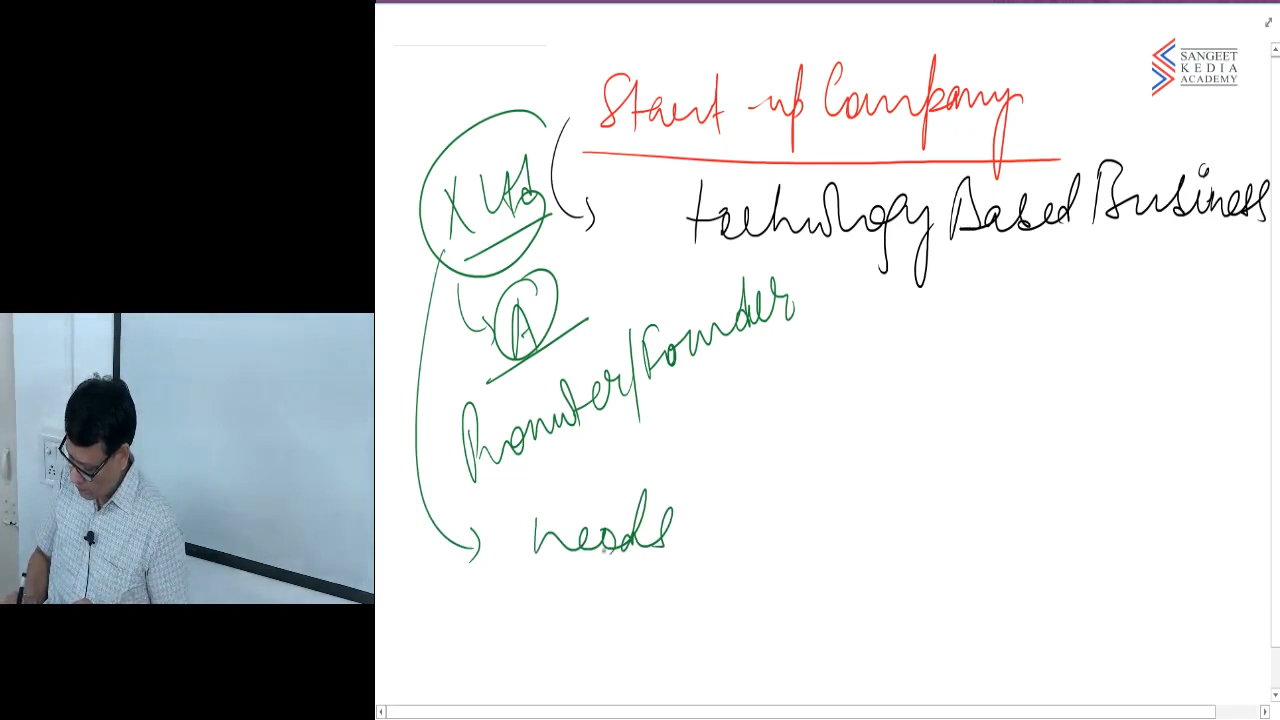 SANGEET
KEDIA
ACADEMY
Start-up Company
X Ltd
Technology Based Business
A
Promoter/Founder
needs